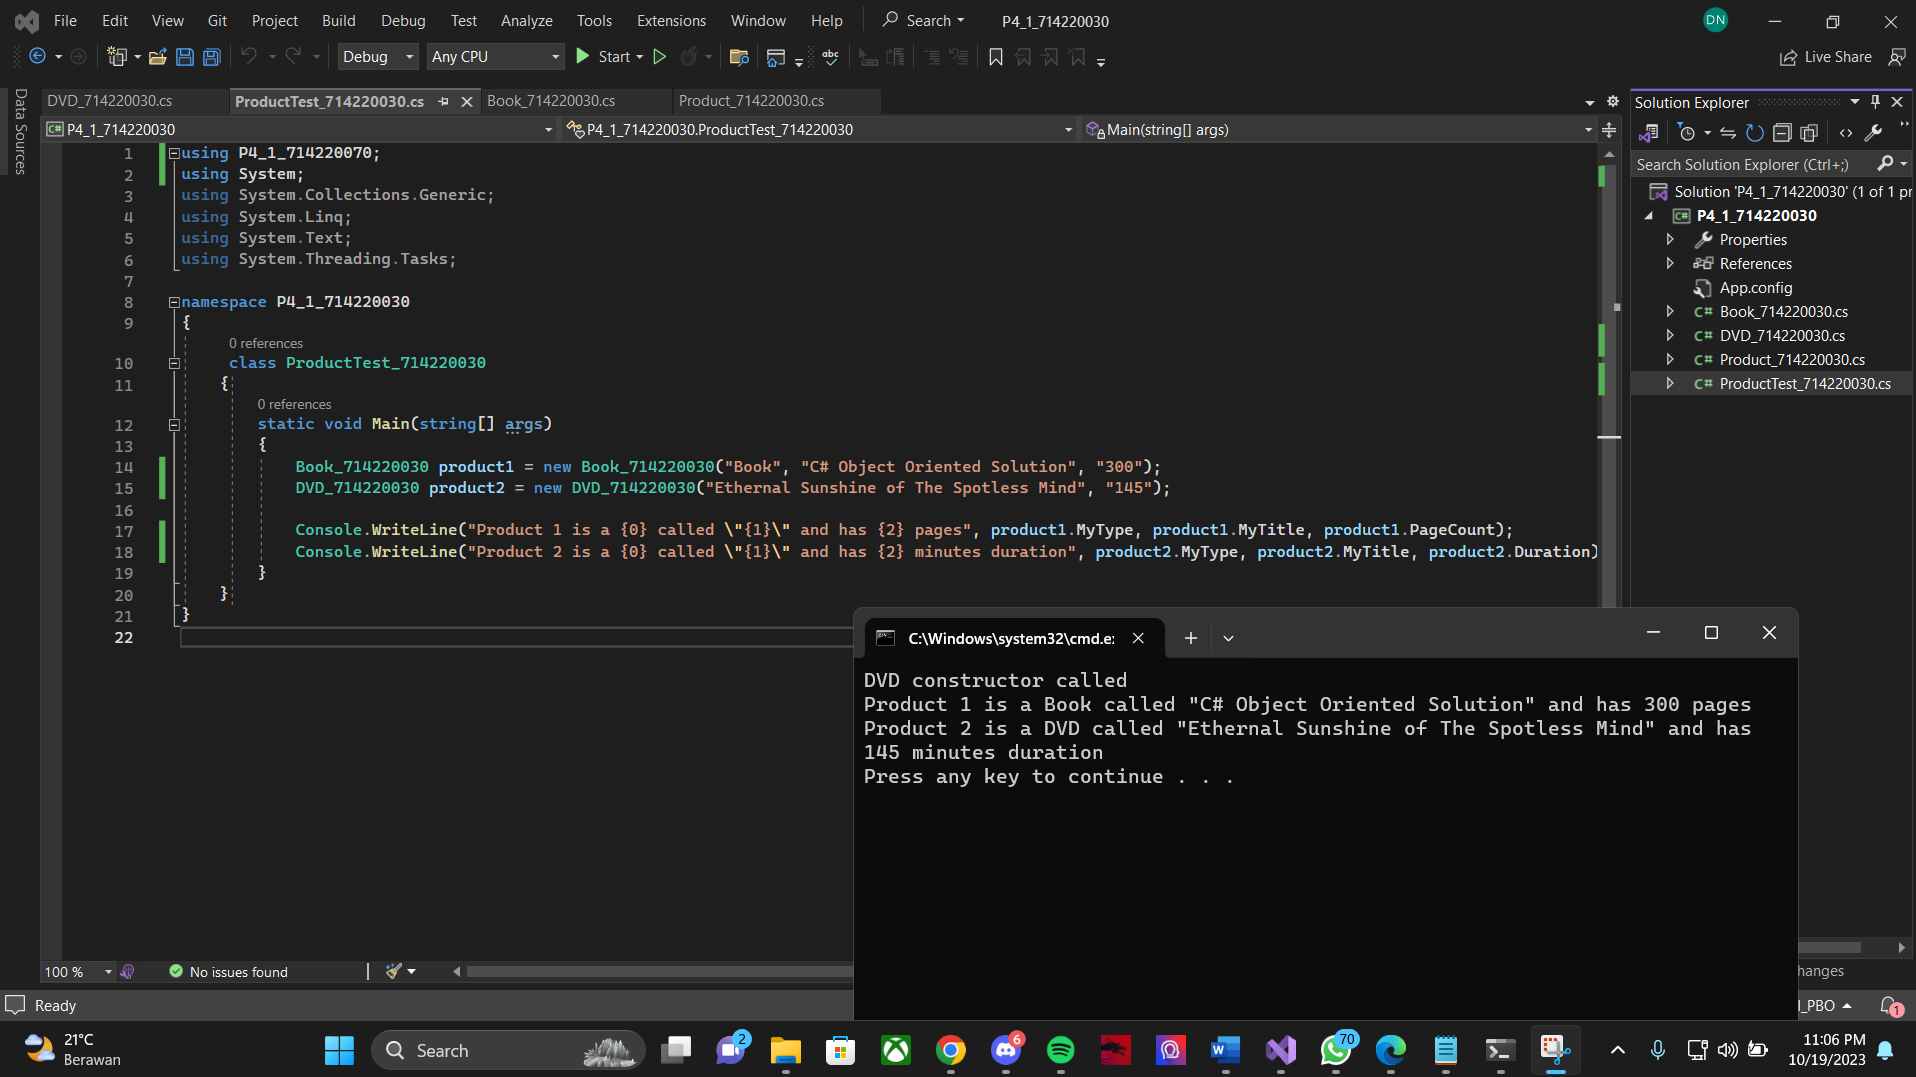 File Edit View Git Project Build Debug Test Analyze Tools Extensions Window Help Search P4_1_714220030 DN
Debug Any CPU Start abc Live Share
Data Sources
DVD_714220030.cs ProductTest_714220030.cs Book_714220030.cs Product_714220030.cs
P4_1_714220030 P4_1_714220030.ProductTest_714220030 Main(string[] args)
1 using P4_1_714220070;
2 using System;
3 using System.Collections.Generic;
4 using System.Linq;
5 using System.Text;
6 using System.Threading.Tasks;
7
8 namespace P4_1_714220030
9 {
0 references
10 class ProductTest_714220030
11 {
0 references
12 static void Main(string[] args)
13 {
14 Book_714220030 product1 = new Book_714220030("Book", "C# Object Oriented Solution", "300");
15 DVD_714220030 product2 = new DVD_714220030("Ethernal Sunshine of The Spotless Mind", "145");
16
17 Console.WriteLine("Product 1 is a {0} called \"{1}\" and has {2} pages", product1.MyType, product1.MyTitle, product1.PageCount);
18 Console.WriteLine("Product 2 is a {0} called \"{1}\" and has {2} minutes duration", product2.MyType, product2.MyTitle, product2.Duration)
19 }
20 }
21 }
22
Solution Explorer
Search Solution Explorer (Ctrl+;)
Solution 'P4_1_714220030' (1 of 1 pr
P4_1_714220030
Properties
References
App.config
C# Book_714220030.cs
C# DVD_714220030.cs
C# Product_714220030.cs
C# ProductTest_714220030.cs
C:\Windows\system32\cmd.e
DVD constructor called
Product 1 is a Book called "C# Object Oriented Solution" and has 300 pages
Product 2 is a DVD called "Ethernal Sunshine of The Spotless Mind" and has
145 minutes duration
Press any key to continue . . .
100 % No issues found
hanges
Ready
_PBO 1
21°C
Berawan
Search
2 6 70
11:06 PM
10/19/2023